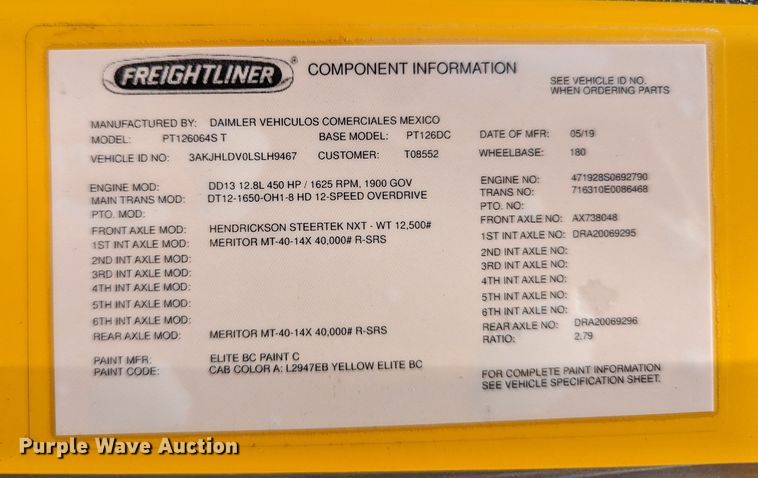 FREIGHTLINER® COMPONENT INFORMATION
SEE VEHICLE ID NO.
WHEN ORDERING PARTS
MANUFACTURED BY: DAIMLER VEHICULOS COMERCIALES MEXICO
MODEL: PT126064S T BASE MODEL: PT126DC DATE OF MFR: 05/19
VEHICLE ID NO: 3AKJHLDV0LSLH9467 CUSTOMER: T08552 WHEELBASE: 180
ENGINE MOD: DD13 12.8L 450 HP / 1625 RPM, 1900 GOV ENGINE NO: 471928S0692790
MAIN TRANS MOD: DT12-1650-OH1-8 HD 12-SPEED OVERDRIVE TRANS NO: 716310E0086468
PTO. MOD: PTO. NO:
FRONT AXLE MOD: HENDRICKSON STEERTEK NXT - WT 12,500# FRONT AXLE NO: AX738048
1ST INT AXLE MOD: MERITOR MT-40-14X 40,000# R-SRS 1ST INT AXLE NO: DRA20069295
2ND INT AXLE MOD: 2ND INT AXLE NO:
3RD INT AXLE MOD: 3RD INT AXLE NO:
4TH INT AXLE MOD: 4TH INT AXLE NO:
5TH INT AXLE MOD: 5TH INT AXLE NO:
6TH INT AXLE MOD: 6TH INT AXLE NO:
REAR AXLE MOD: MERITOR MT-40-14X 40,000# R-SRS REAR AXLE NO: DRA20069296
RATIO: 2.79
PAINT MFR: ELITE BC PAINT C
PAINT CODE: CAB COLOR A: L2947EB YELLOW ELITE BC
FOR COMPLETE PAINT INFORMATION
SEE VEHICLE SPECIFICATION SHEET.
Purple Wave Auction